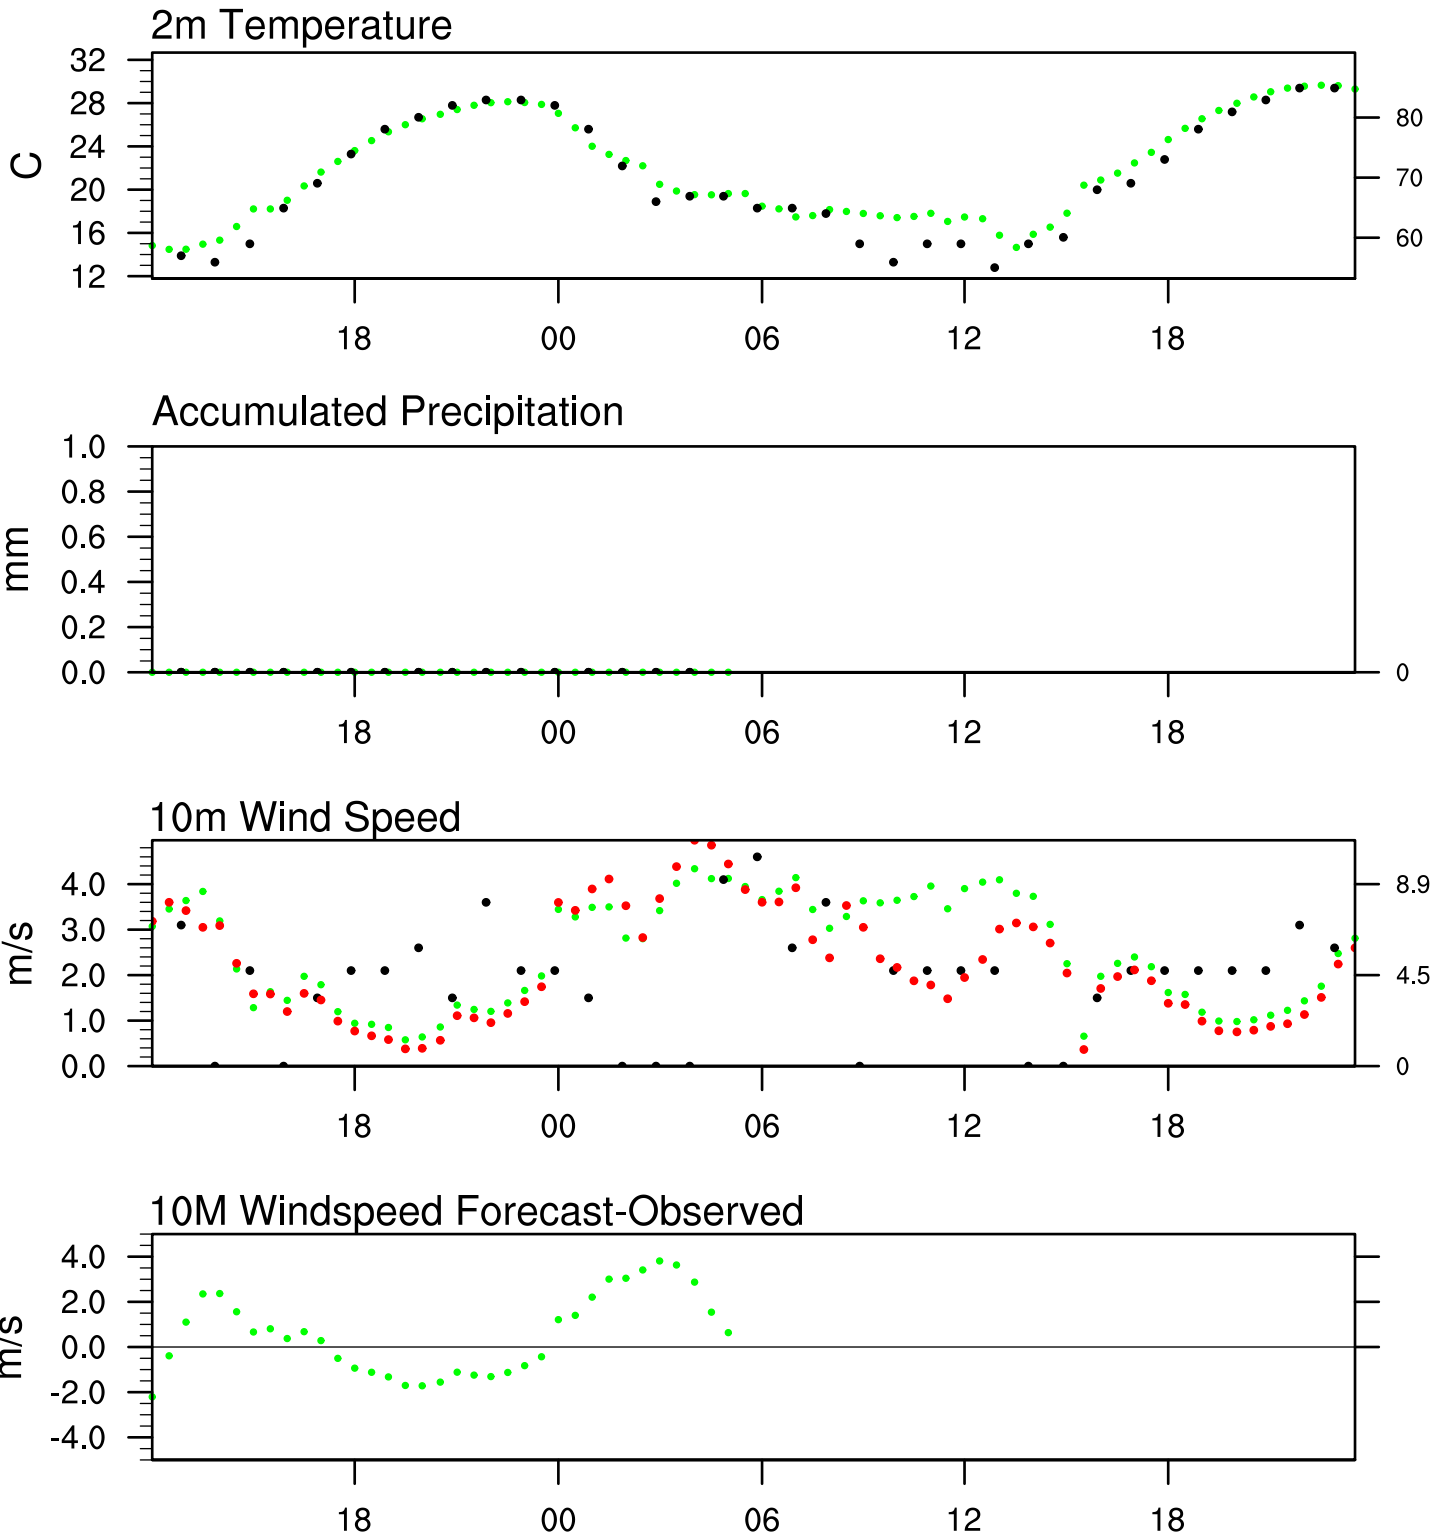 2m Temperature
32
28
24
20
16
12
C
80
70
60
18 00 06 12 18
Accumulated Precipitation
1.0
0.8
0.6
0.4
0.2
0.0
mm
0
18 00 06 12 18
10m Wind Speed
4.0
3.0
2.0
1.0
0.0
m/s
8.9
4.5
0
18 00 06 12 18
10M Windspeed Forecast-Observed
4.0
2.0
0.0
-2.0
-4.0
m/s
18 00 06 12 18